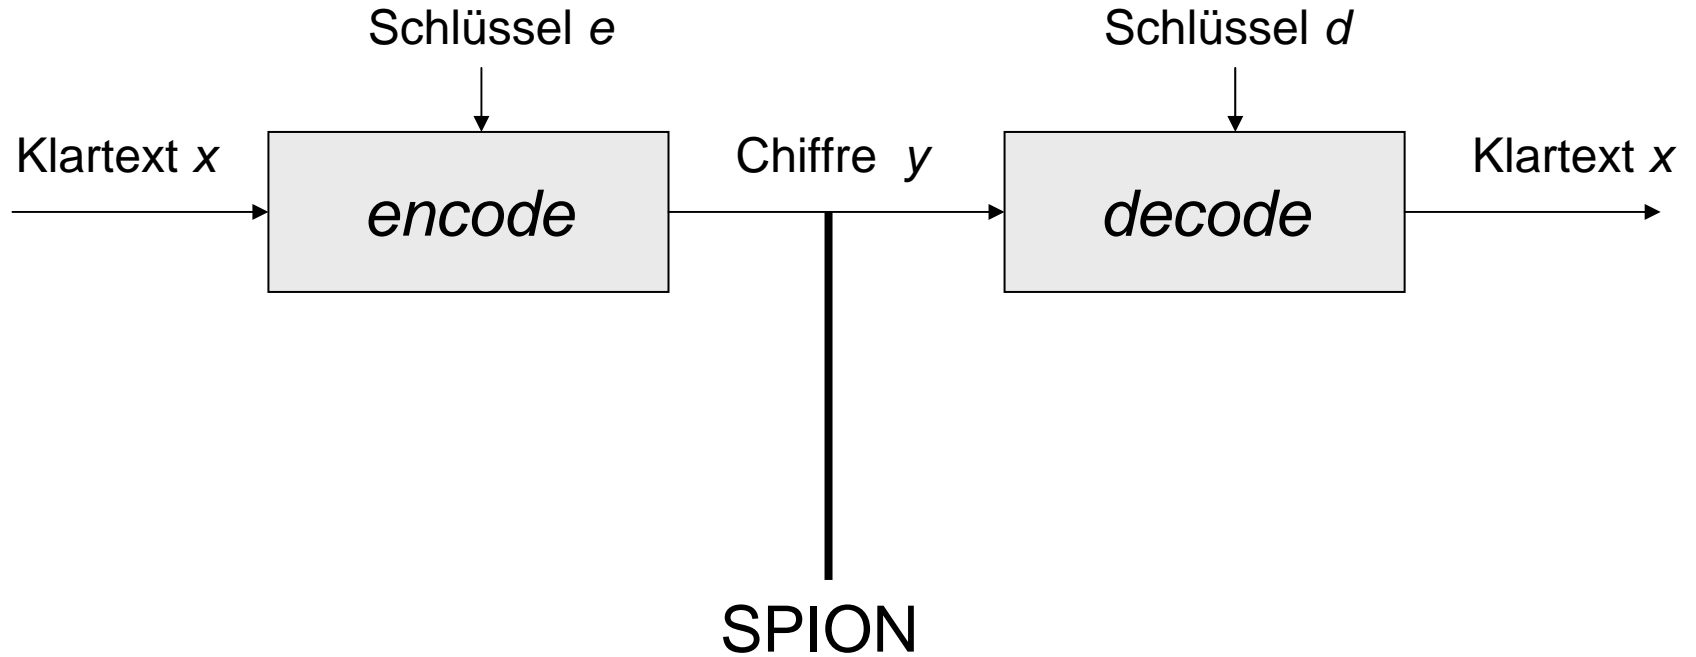 Schlüssel e
Schlüssel d
Klartext x
Chiffre y
Klartext x
encode
decode
SPION